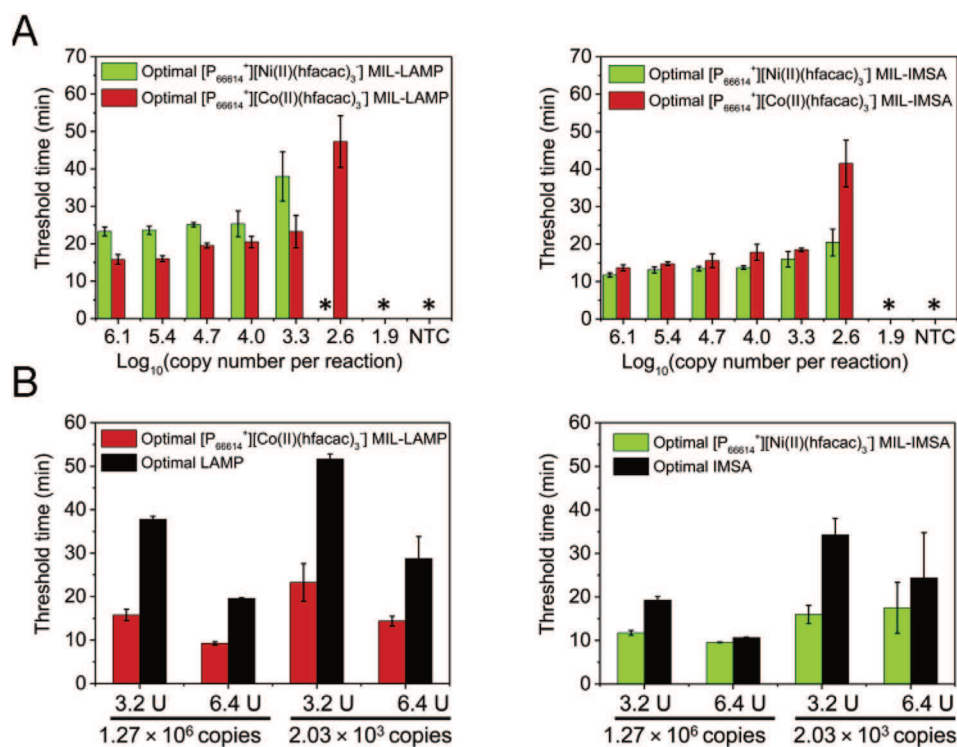 A
Threshold time (min)
70
60
50
40
30
20
10
0
Optimal [P₆₆₆₁₄⁺][Ni(II)(hfacac)₃⁻] MIL-LAMP
Optimal [P₆₆₆₁₄⁺][Co(II)(hfacac)₃⁻] MIL-LAMP
* * *
6.1 5.4 4.7 4.0 3.3 2.6 1.9 NTC
Log₁₀(copy number per reaction)
Threshold time (min)
70
60
50
40
30
20
10
0
Optimal [P₆₆₆₁₄⁺][Ni(II)(hfacac)₃⁻] MIL-IMSA
Optimal [P₆₆₆₁₄⁺][Co(II)(hfacac)₃⁻] MIL-IMSA
* *
6.1 5.4 4.7 4.0 3.3 2.6 1.9 NTC
Log₁₀(copy number per reaction)
B
Threshold time (min)
60
50
40
30
20
10
0
Optimal [P₆₆₆₁₄⁺][Co(II)(hfacac)₃⁻] MIL-LAMP
Optimal LAMP
3.2 U 6.4 U 3.2 U 6.4 U
1.27 × 10⁶ copies 2.03 × 10³ copies
Threshold time (min)
60
50
40
30
20
10
0
Optimal [P₆₆₆₁₄⁺][Ni(II)(hfacac)₃⁻] MIL-IMSA
Optimal IMSA
3.2 U 6.4 U 3.2 U 6.4 U
1.27 × 10⁶ copies 2.03 × 10³ copies